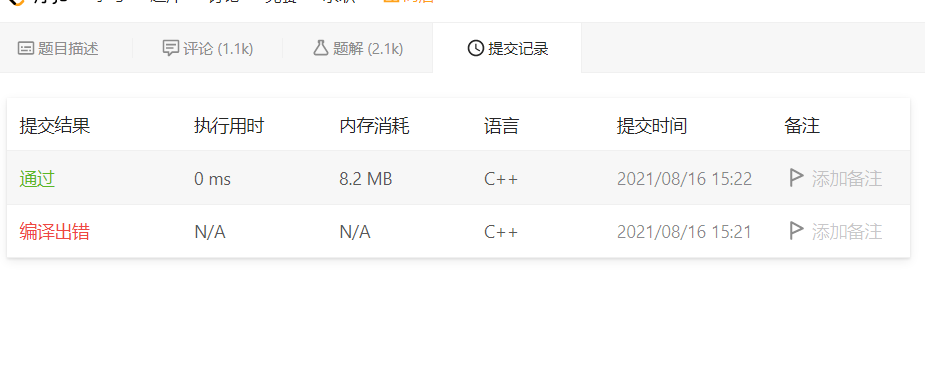 题目描述 评论 (1.1k) 题解 (2.1k) 提交记录
提交结果 执行用时 内存消耗 语言 提交时间 备注
通过 0 ms 8.2 MB C++ 2021/08/16 15:22 添加备注
编译出错 N/A N/A C++ 2021/08/16 15:21 添加备注